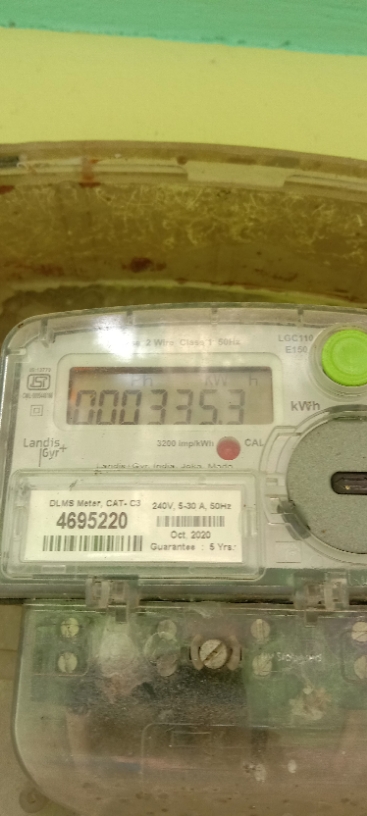 2 Wire Class 1 50Hz
LGC110
E150
000335.3
kWh
Landis
Gyr+
3200 imp/kWh
CAL
DLMS Meter, CAT- C3
240V, 5-30 A, 50Hz
4695220
Oct, 2020
Guarantee : 5 Yrs.